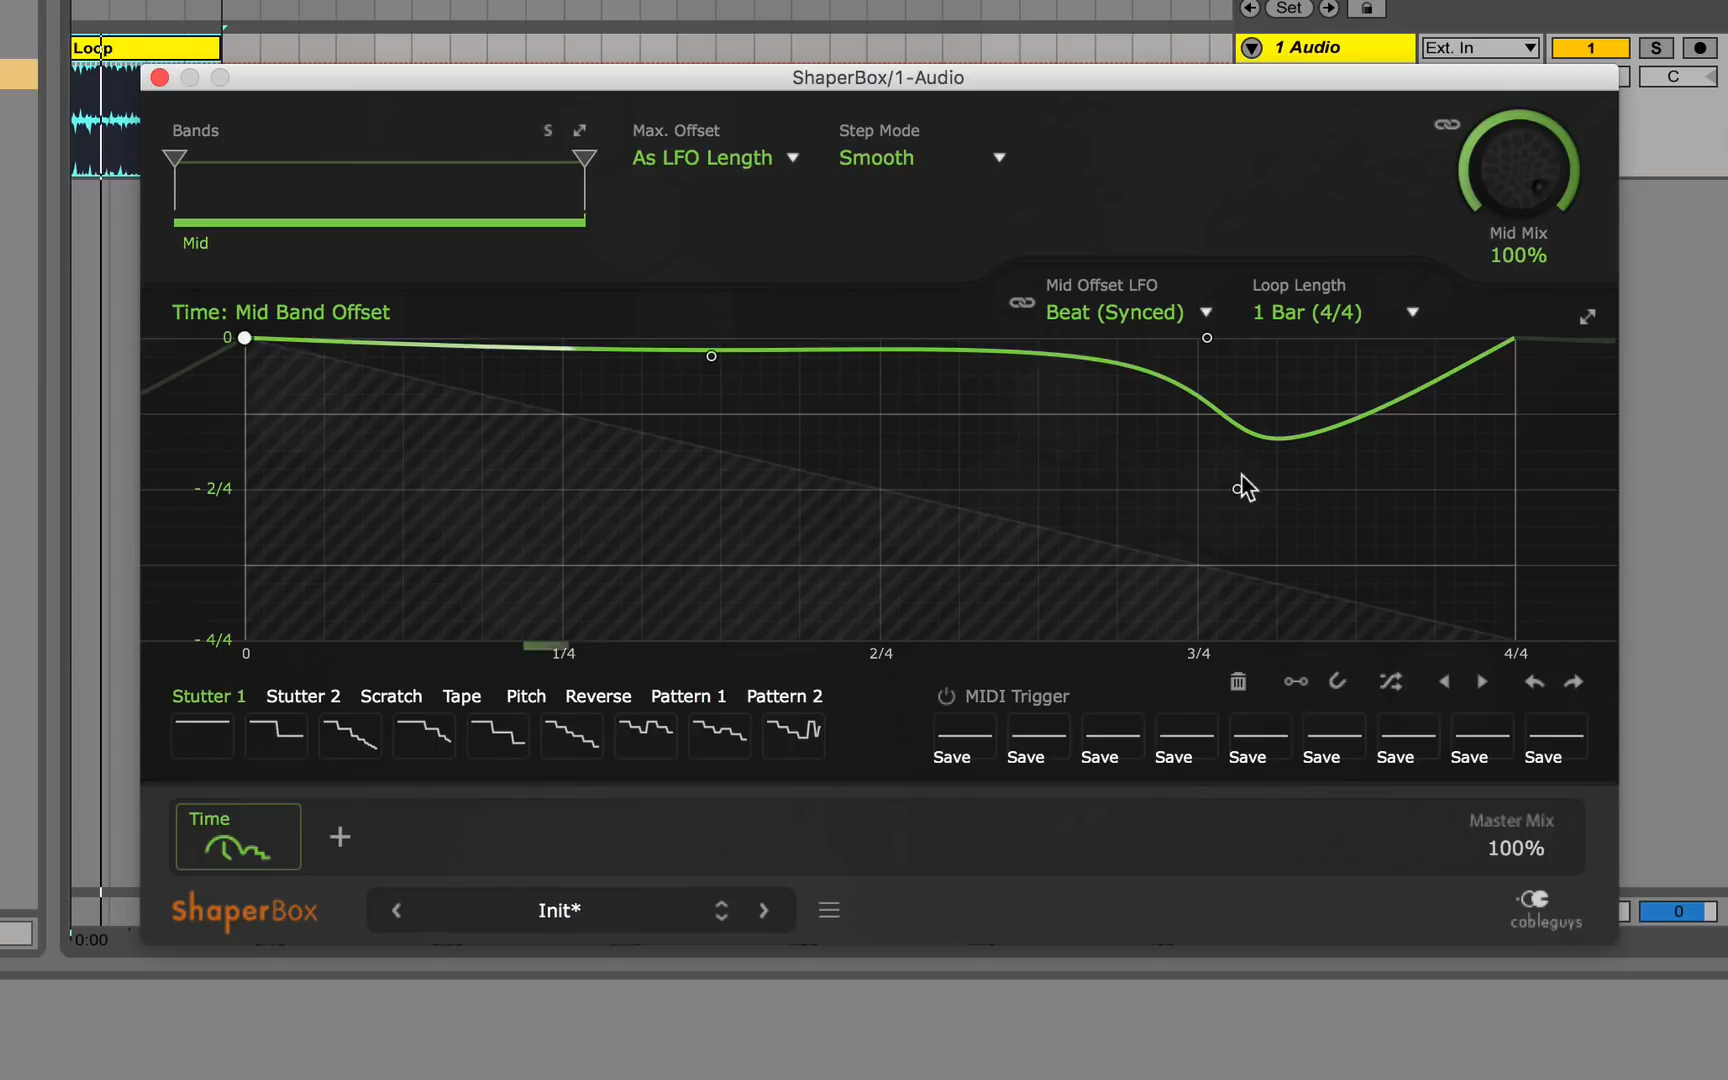 Set
Loop
1 Audio
Ext. In
1
S
C
ShaperBox/1-Audio
Bands
S
Max. Offset
Step Mode
As LFO Length
Smooth
Mid
Mid Mix
100%
Mid Offset LFO
Loop Length
Time: Mid Band Offset
Beat (Synced)
1 Bar (4/4)
0
- 2/4
- 4/4
0
1/4
2/4
3/4
4/4
Stutter 1
Stutter 2
Scratch
Tape
Pitch
Reverse
Pattern 1
Pattern 2
MIDI Trigger
Save
Save
Save
Save
Save
Save
Save
Save
Save
Time
+
Master Mix
100%
ShaperBox
Init*
cableguys
0
0:00